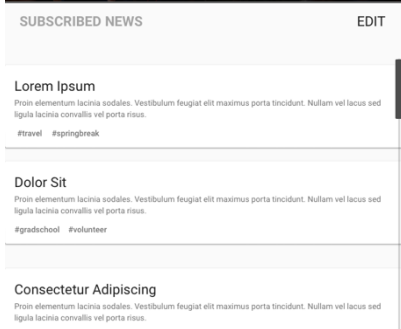 SUBSCRIBED NEWS EDIT
Lorem Ipsum
Proin elementum lacinia sodales. Vestibulum feugiat elit maximus porta tincidunt. Nullam vel lacus sed
ligula lacinia convallis vel porta risus.
#travel #springbreak
Dolor Sit
Proin elementum lacinia sodales. Vestibulum feugiat elit maximus porta tincidunt. Nullam vel lacus sed
ligula lacinia convallis vel porta risus.
#gradschool #volunteer
Consectetur Adipiscing
Proin elementum lacinia sodales. Vestibulum feugiat elit maximus porta tincidunt. Nullam vel lacus sed
ligula lacinia convallis vel porta risus.